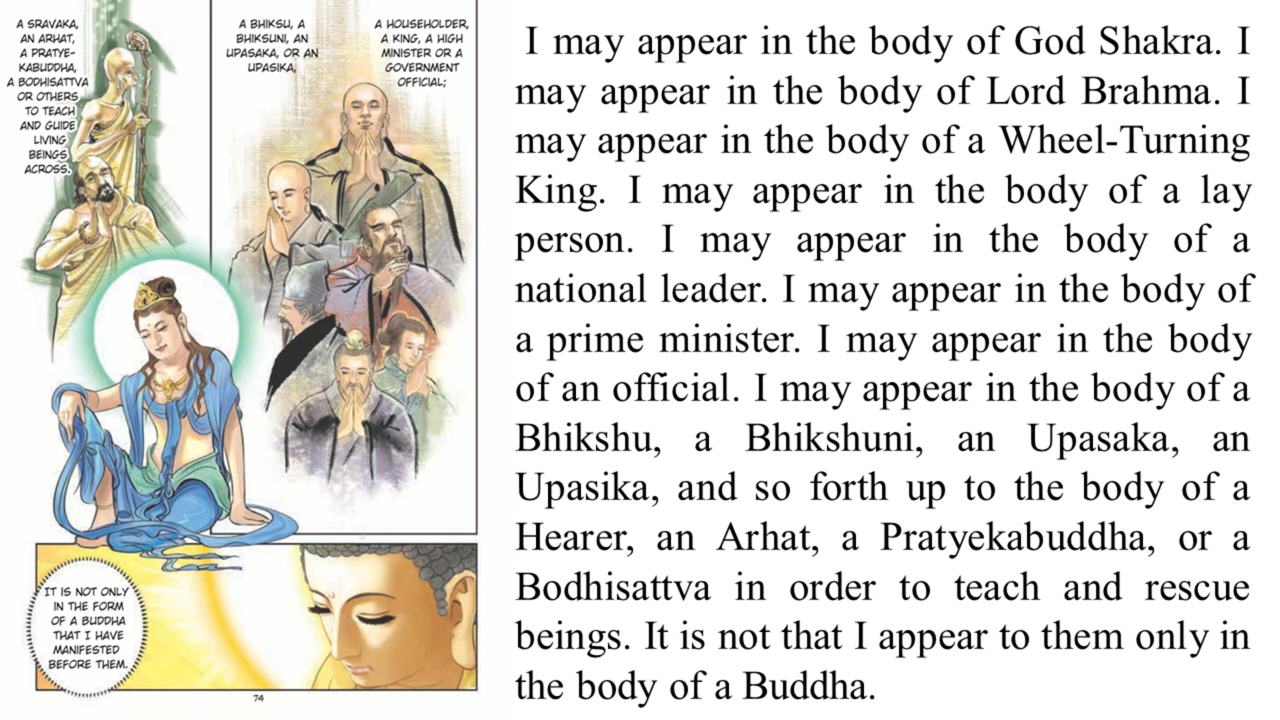 A SRAVAKA,
AN ARHAT,
A PRATYE-
KABUDDHA,
A BODHISATTVA
OR OTHERS
TO TEACH
AND GUIDE
LIVING
BEINGS
ACROSS.
A BHIKSU, A
BHIKSUNI, AN
UPASAKA, OR AN
UPASIKA,
A HOUSEHOLDER,
A KING, A HIGH
MINISTER OR A
GOVERNMENT
OFFICIAL;
IT IS NOT ONLY
IN THE FORM
OF A BUDDHA
THAT I HAVE
MANIFESTED
BEFORE THEM.
74
I may appear in the body of God Shakra. I
may appear in the body of Lord Brahma. I
may appear in the body of a Wheel-Turning
King. I may appear in the body of a lay
person. I may appear in the body of a
national leader. I may appear in the body of
a prime minister. I may appear in the body
of an official. I may appear in the body of a
Bhikshu, a Bhikshuni, an Upasaka, an
Upasika, and so forth up to the body of a
Hearer, an Arhat, a Pratyekabuddha, or a
Bodhisattva in order to teach and rescue
beings. It is not that I appear to them only in
the body of a Buddha.